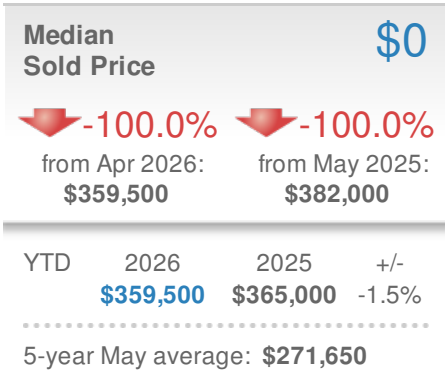 Median
Sold Price
$0
-100.0%
from Apr 2026:
$359,500
-100.0%
from May 2025:
$382,000
YTD 2026 2025 +/-
$359,500 $365,000 -1.5%
5-year May average: $271,650